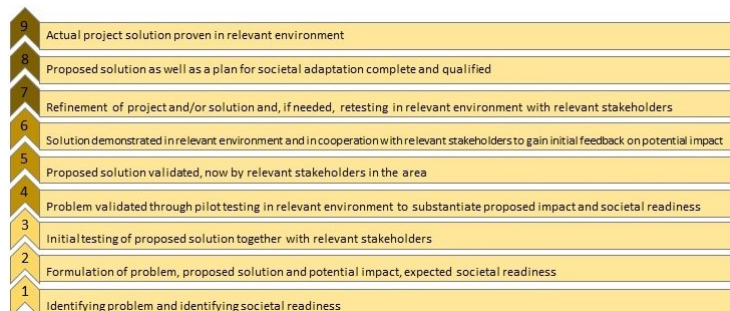 9 Actual project solution proven in relevant environment
8 Proposed solution as well as a plan for societal adaptation complete and qualified
7 Refinement of project and/or solution and, if needed, retesting in relevant environment with relevant stakeholders
6 Solution demonstrated in relevant environment and in cooperation with relevant stakeholders to gain initial feedback on potential impact
5 Proposed solution validated, now by relevant stakeholders in the area
4 Problem validated through pilot testing in relevant environment to substantiate proposed impact and societal readiness
3 Initial testing of proposed solution together with relevant stakeholders
2 Formulation of problem, proposed solution and potential impact, expected societal readiness
1 Identifying problem and identifying societal readiness